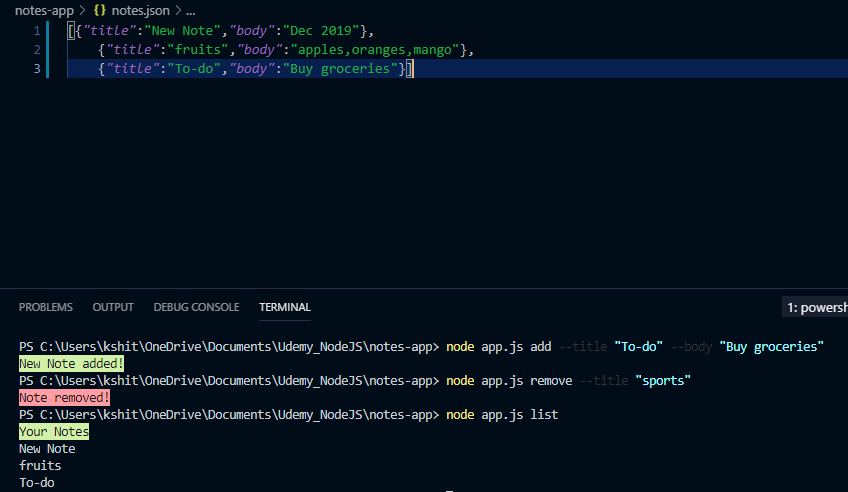 notes-app > {} notes.json > ...
1 [{"title":"New Note","body":"Dec 2019"},
2 {"title":"fruits","body":"apples,oranges,mango"},
3 {"title":"To-do","body":"Buy groceries"}]
PROBLEMS OUTPUT DEBUG CONSOLE TERMINAL 1: powersh
PS C:\Users\kshit\OneDrive\Documents\Udemy_NodeJS\notes-app> node app.js add --title "To-do" --body "Buy groceries"
New Note added!
PS C:\Users\kshit\OneDrive\Documents\Udemy_NodeJS\notes-app> node app.js remove --title "sports"
Note removed!
PS C:\Users\kshit\OneDrive\Documents\Udemy_NodeJS\notes-app> node app.js list
Your Notes
New Note
fruits
To-do